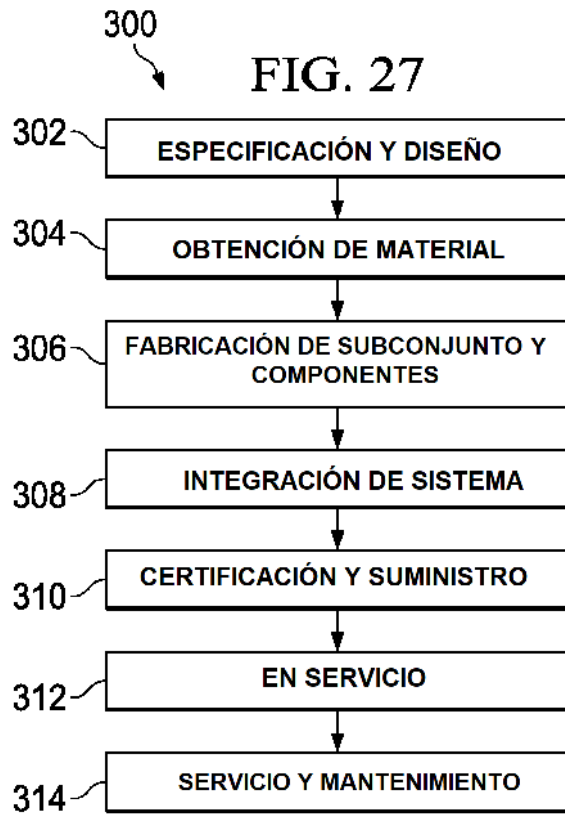 300
FIG. 27
302
ESPECIFICACIÓN Y DISEÑO
304
OBTENCIÓN DE MATERIAL
306
FABRICACIÓN DE SUBCONJUNTO Y
COMPONENTES
308
INTEGRACIÓN DE SISTEMA
310
CERTIFICACIÓN Y SUMINISTRO
312
EN SERVICIO
314
SERVICIO Y MANTENIMIENTO